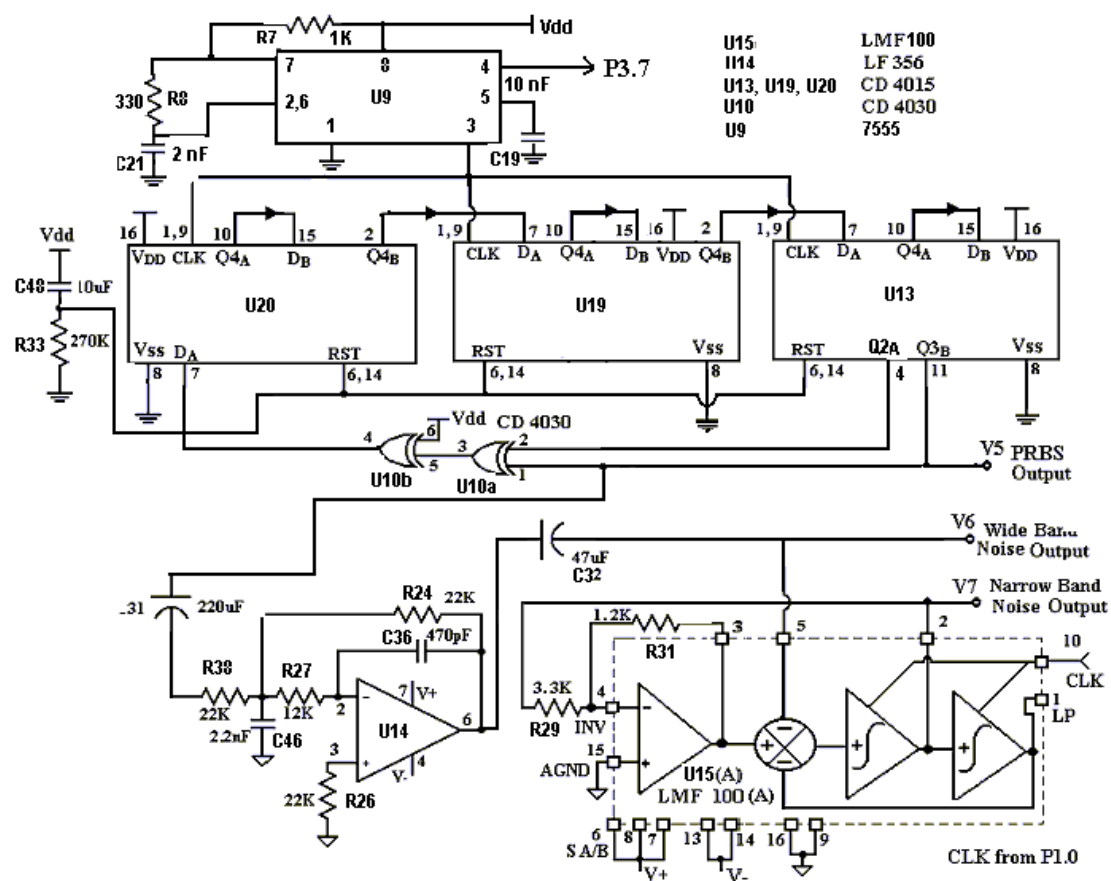 R7
1K
Vdd
U15 LMF100
U14 LF 356
U13, U19, U20 CD 4015
U10 CD 4030
U9 7555
7
8
4
P3.7
10 nF
330
R8
2,6
U9
5
1
3
C21
2 nF
C19
16
1,9
10
15
2
1,9
7
10
15
16
2
1,9
7
10
15
16
Vdd
VDD CLK Q4A DB Q4B
CLK DA Q4A DB VDD Q4B
CLK DA Q4A DB VDD
C48
10uF
U20
U19
U13
R33
270K
VSS DA RST
RST VSS
RST Q2A Q3B VSS
8
7
6,14
6,14
8
6,14
4
11
8
Vdd CD 4030
6
4
5
3
2
1
U10b
U10a
V5 PRBS
Output
V6 Wide Band
Noise Output
47uF
C32
V7 Narrow Band
Noise Output
.31
220uF
R24
22K
C36
470pF
1.2K
R31
3
5
2
10
CLK
R38
R27
22K
12K
2.2nF
C46
7
V+
2
U14
6
3
4
V-
22K
R26
3.3K
R29
4
INV
15
AGND
U15(A)
LMF 100 (A)
1
LP
6
8
7
13
14
16
9
S A/B
V+
V-
CLK from P1.0